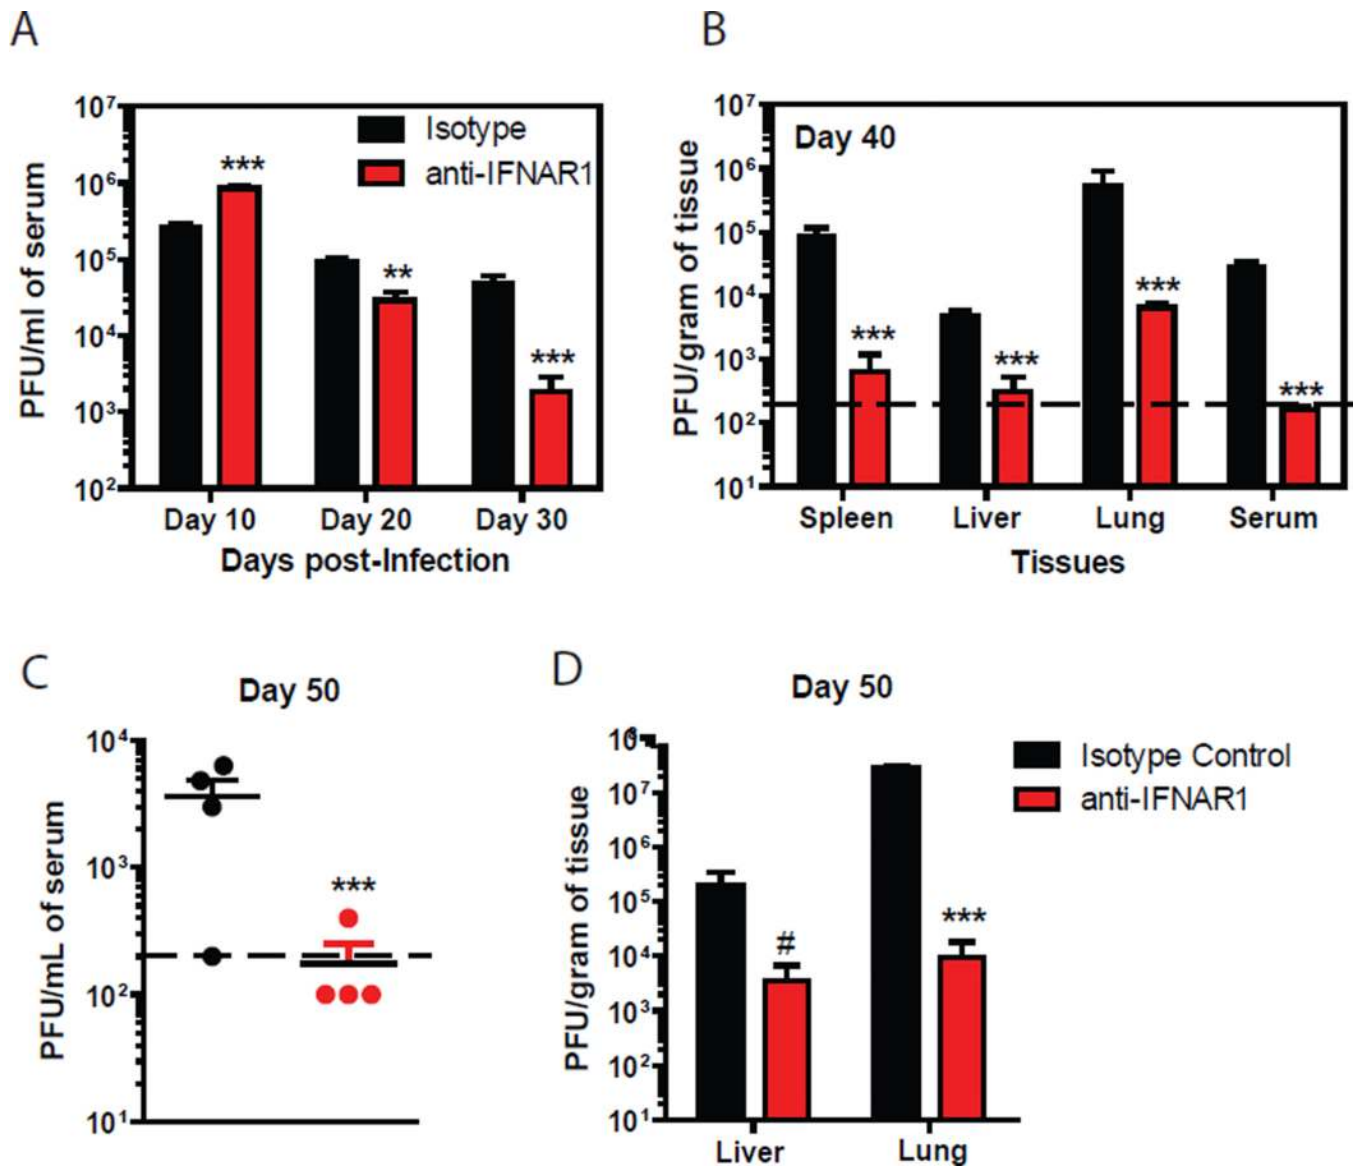 A
PFU/ml of serum
10⁷
10⁶
10⁵
10⁴
10³
10²
Isotype
anti-IFNAR1
***
**
***
Day 10 Day 20 Day 30
Days post-Infection
B
PFU/gram of tissue
10⁷
10⁶
10⁵
10⁴
10³
10²
10¹
Day 40
***
***
***
***
Spleen Liver Lung Serum
Tissues
C
Day 50
PFU/mL of serum
10⁴
10³
10²
10¹
***
D
Day 50
PFU/gram of tissue
10⁸
10⁷
10⁶
10⁵
10⁴
10³
10²
10¹
#
***
Liver Lung
Isotype Control
anti-IFNAR1